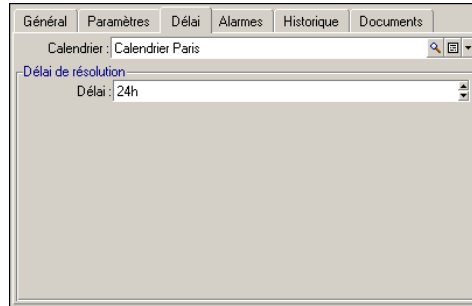 Général Paramètres Délai Alarmes Historique Documents
Calendrier : Calendrier Paris
Délai de résolution
Délai : 24h